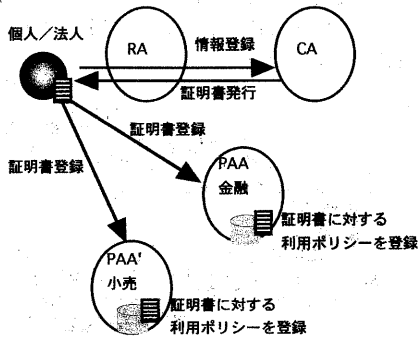 個人／法人
RA
情報登録
CA
証明書発行
証明書登録
証明書登録
PAA
金融
証明書に対する
利用ポリシーを登録
PAA'
小売
証明書に対する
利用ポリシーを登録